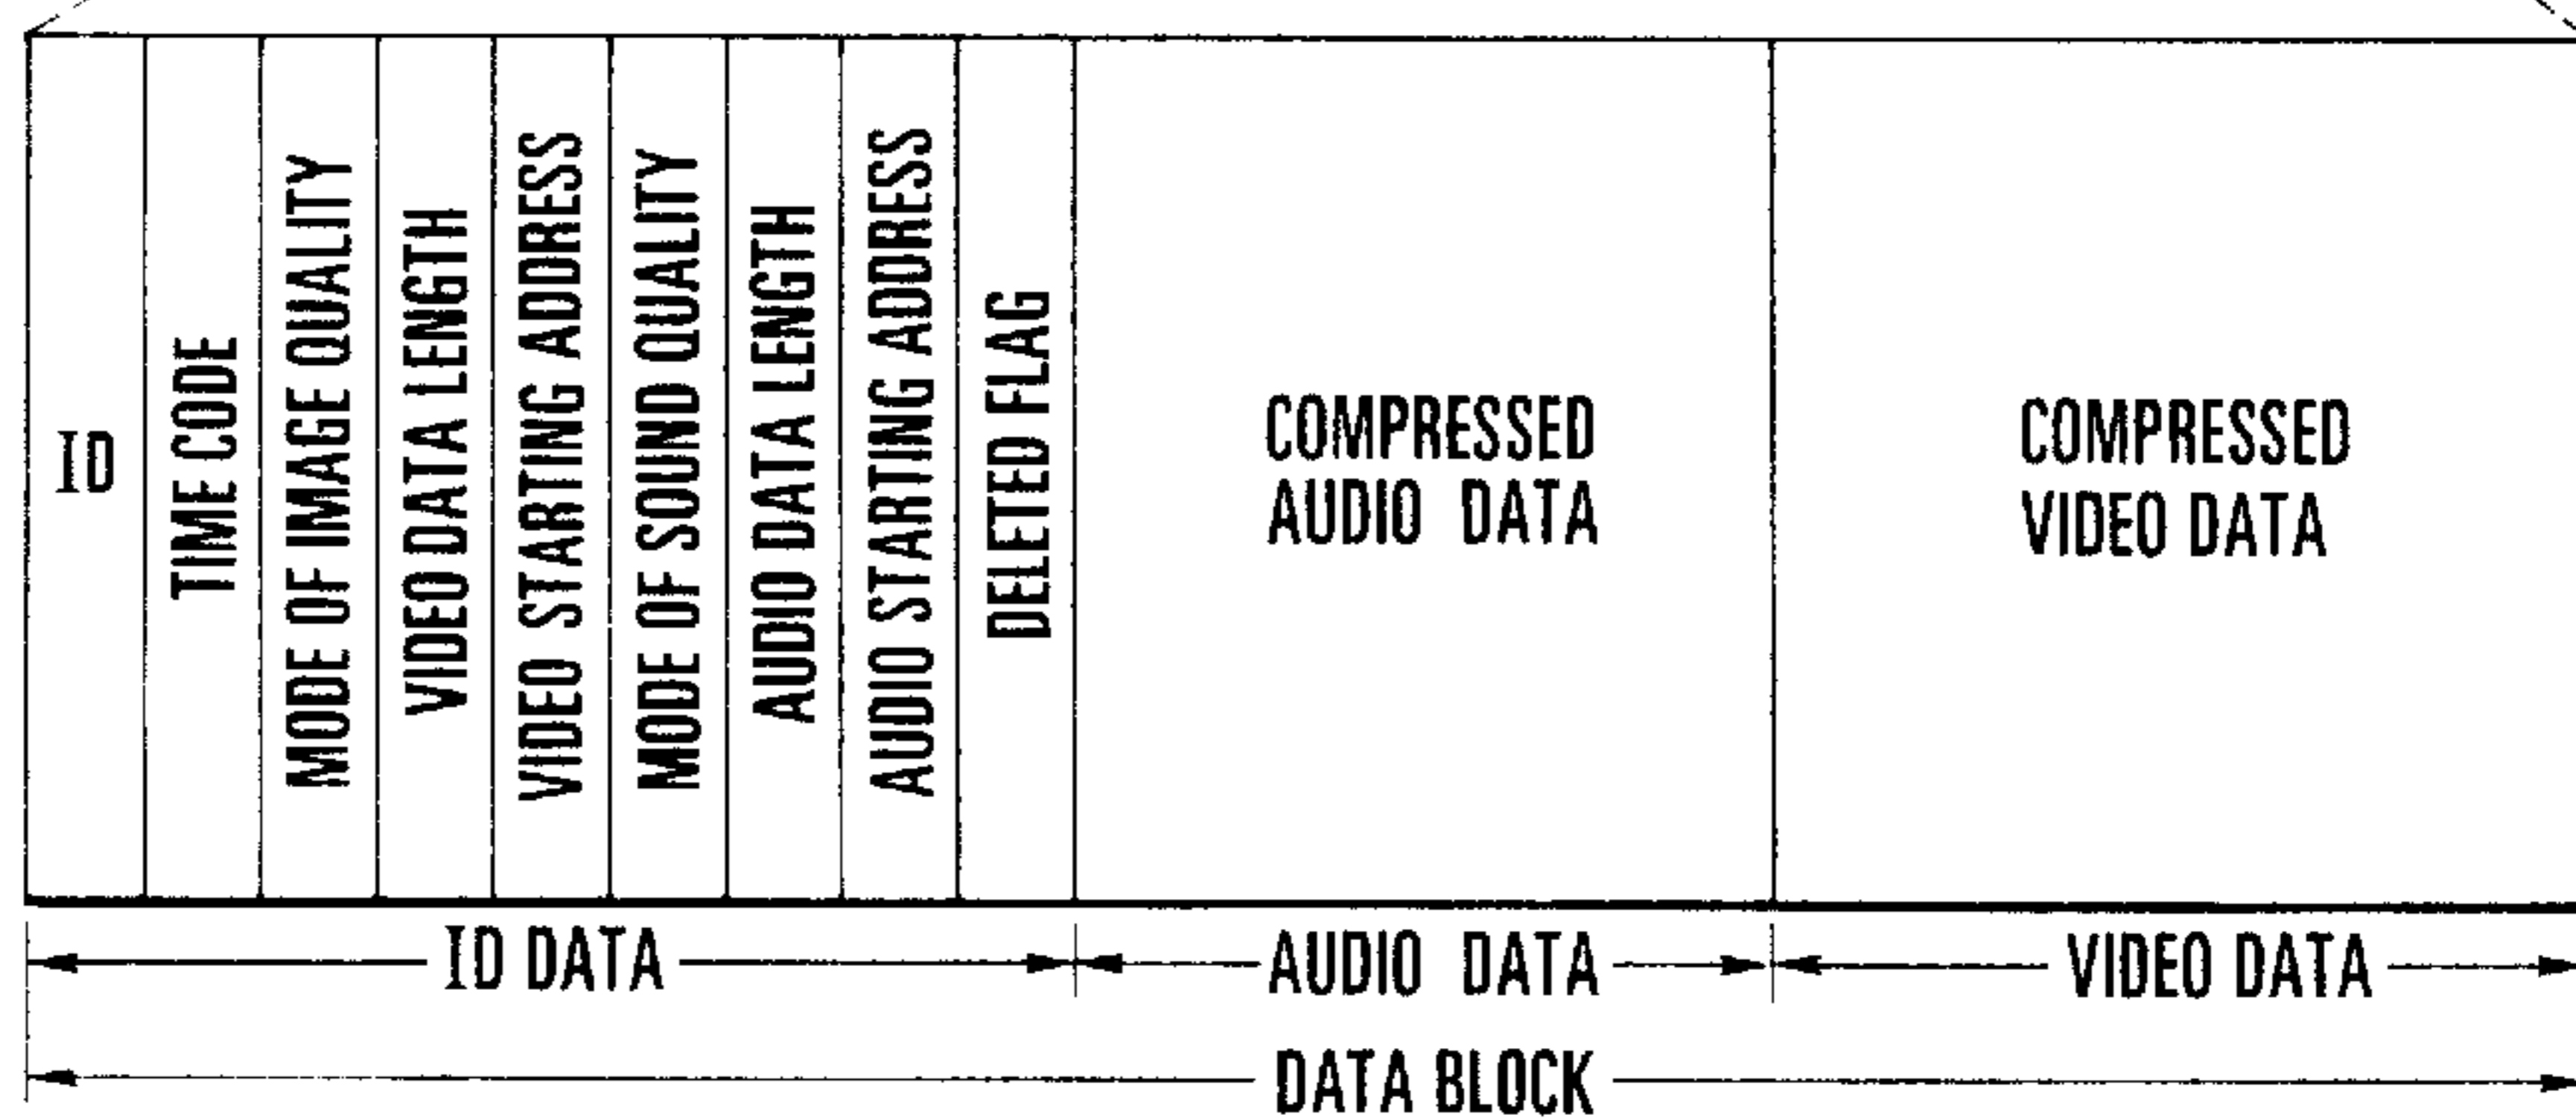 ID
TIME CODE
MODE OF IMAGE QUALITY
VIDEO DATA LENGTH
VIDEO STARTING ADDRESS
MODE OF SOUND QUALITY
AUDIO DATA LENGTH
AUDIO STARTING ADDRESS
DELETED FLAG
COMPRESSED
AUDIO DATA
COMPRESSED
VIDEO DATA
ID DATA
AUDIO DATA
VIDEO DATA
DATA BLOCK